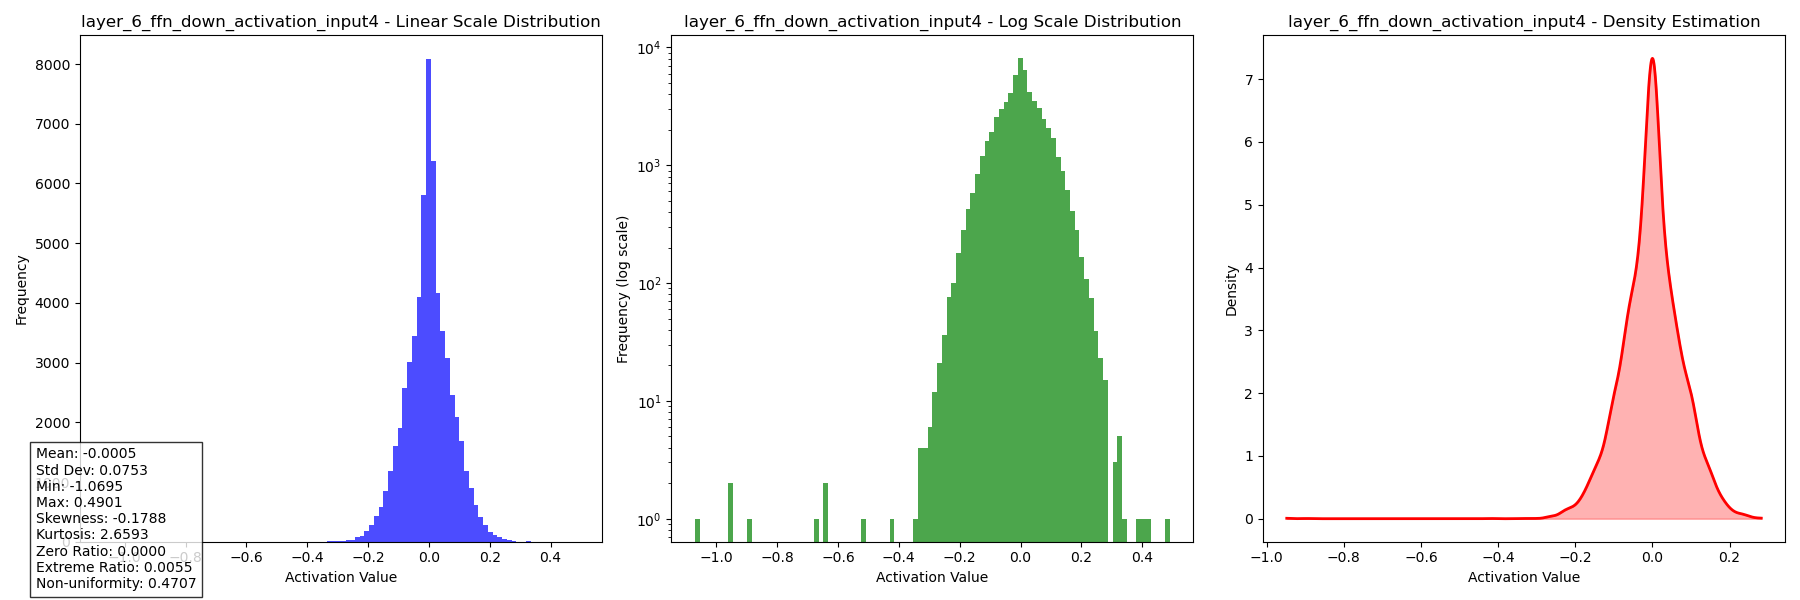 layer_6_ffn_down_activation_input4 - Linear Scale Distribution
Frequency
8000
7000
6000
5000
4000
3000
2000
1000
0
−1.0 −0.8 −0.6 −0.4 −0.2 0.0 0.2 0.4
Activation Value
Mean: -0.0005
Std Dev: 0.0753
Min: -1.0695
Max: 0.4901
Skewness: -0.1788
Kurtosis: 2.6593
Zero Ratio: 0.0000
Extreme Ratio: 0.0055
Non-uniformity: 0.4707
layer_6_ffn_down_activation_input4 - Log Scale Distribution
Frequency (log scale)
10⁴
10³
10²
10¹
10⁰
−1.0 −0.8 −0.6 −0.4 −0.2 0.0 0.2 0.4
Activation Value
layer_6_ffn_down_activation_input4 - Density Estimation
Density
7
6
5
4
3
2
1
0
−1.0 −0.8 −0.6 −0.4 −0.2 0.0 0.2
Activation Value